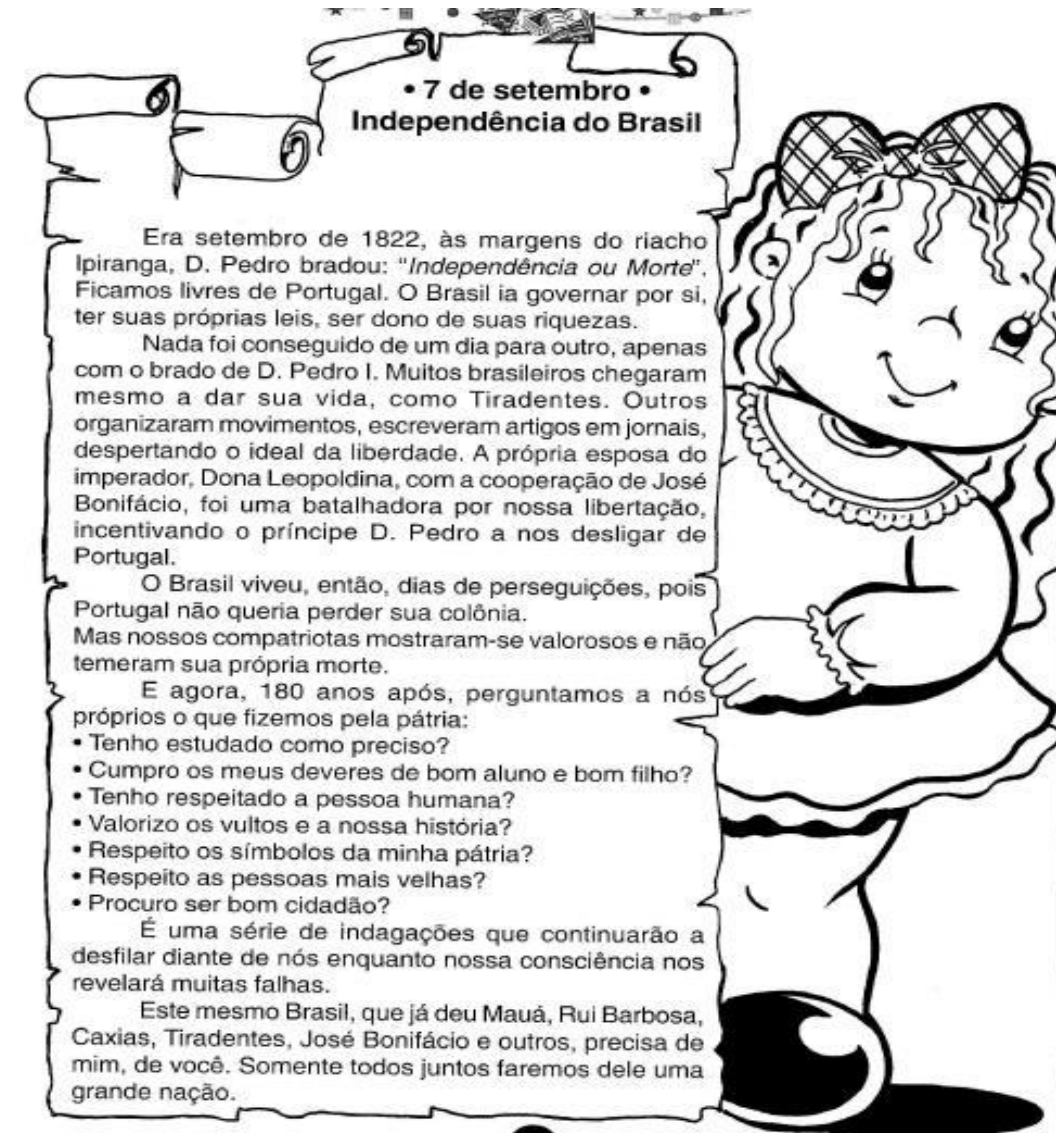 • 7 de setembro •
Independência do Brasil
Era setembro de 1822, às margens do riacho
Ipiranga, D. Pedro bradou: "Independência ou Morte".
Ficamos livres de Portugal. O Brasil ia governar por si,
ter suas próprias leis, ser dono de suas riquezas.
Nada foi conseguido de um dia para outro, apenas
com o brado de D. Pedro I. Muitos brasileiros chegaram
mesmo a dar sua vida, como Tiradentes. Outros
organizaram movimentos, escreveram artigos em jornais,
despertando o ideal da liberdade. A própria esposa do
imperador, Dona Leopoldina, com a cooperação de José
Bonifácio, foi uma batalhadora por nossa libertação,
incentivando o príncipe D. Pedro a nos desligar de
Portugal.
O Brasil viveu, então, dias de perseguições, pois
Portugal não queria perder sua colônia.
Mas nossos compatriotas mostraram-se valorosos e não
temeram sua própria morte.
E agora, 180 anos após, perguntamos a nós
próprios o que fizemos pela pátria:
• Tenho estudado como preciso?
• Cumpro os meus deveres de bom aluno e bom filho?
• Tenho respeitado a pessoa humana?
• Valorizo os vultos e a nossa história?
• Respeito os símbolos da minha pátria?
• Respeito as pessoas mais velhas?
• Procuro ser bom cidadão?
É uma série de indagações que continuarão a
desfilar diante de nós enquanto nossa consciência nos
revelará muitas falhas.
Este mesmo Brasil, que já deu Mauá, Rui Barbosa,
Caxias, Tiradentes, José Bonifácio e outros, precisa de
mim, de você. Somente todos juntos faremos dele uma
grande nação.